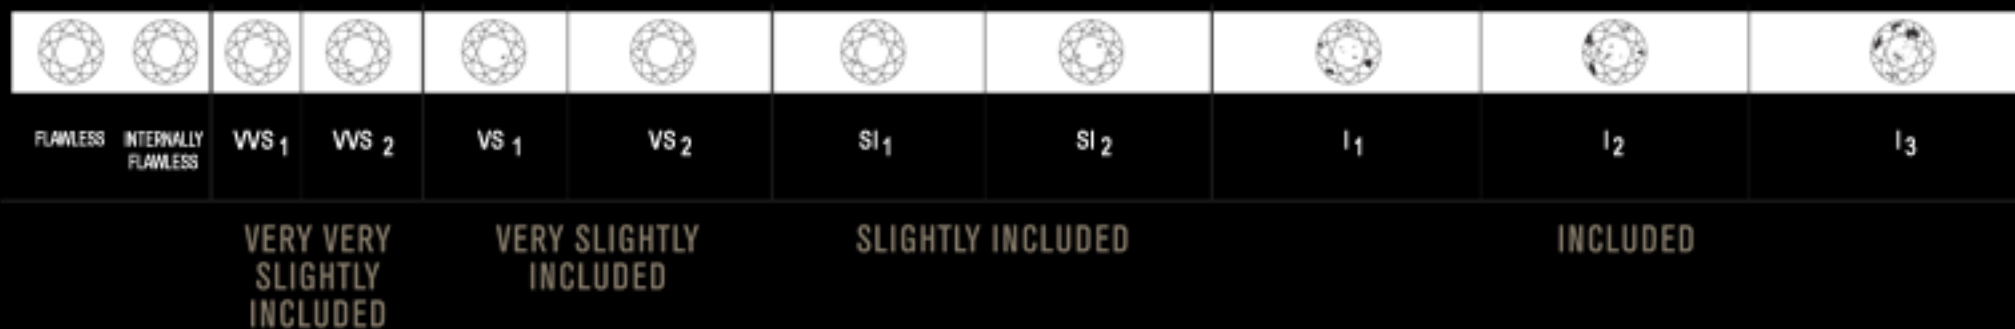 FLAWLESS
INTERNALLY
FLAWLESS
VVS 1
VVS 2
VS 1
VS 2
SI 1
SI 2
I 1
I 2
I 3
VERY VERY
SLIGHTLY
INCLUDED
VERY SLIGHTLY
INCLUDED
SLIGHTLY INCLUDED
INCLUDED